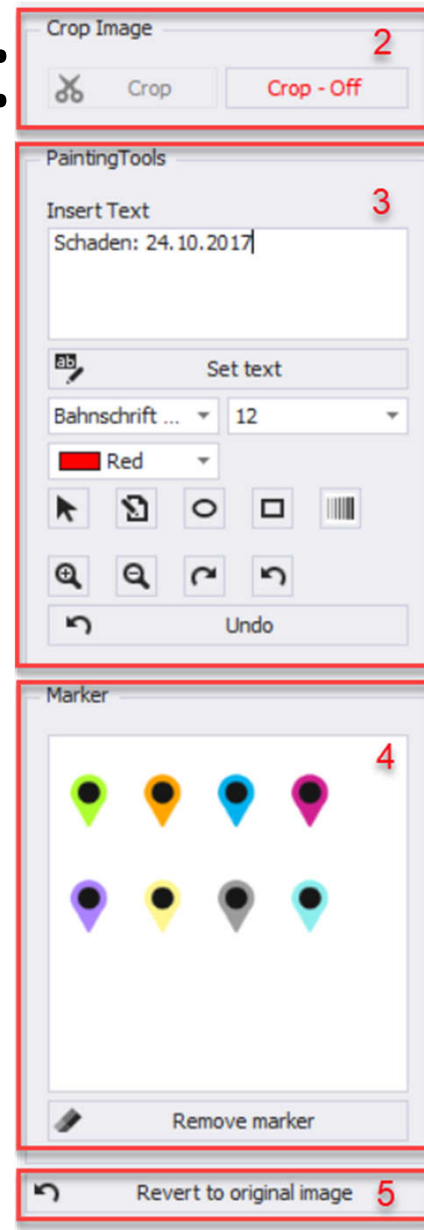 Crop Image
2
Crop
Crop - Off
PaintingTools
3
Insert Text
Schaden: 24.10.2017
ab
Set text
Bahnschrift ...
12
Red
Undo
Marker
4
Remove marker
Revert to original image
5